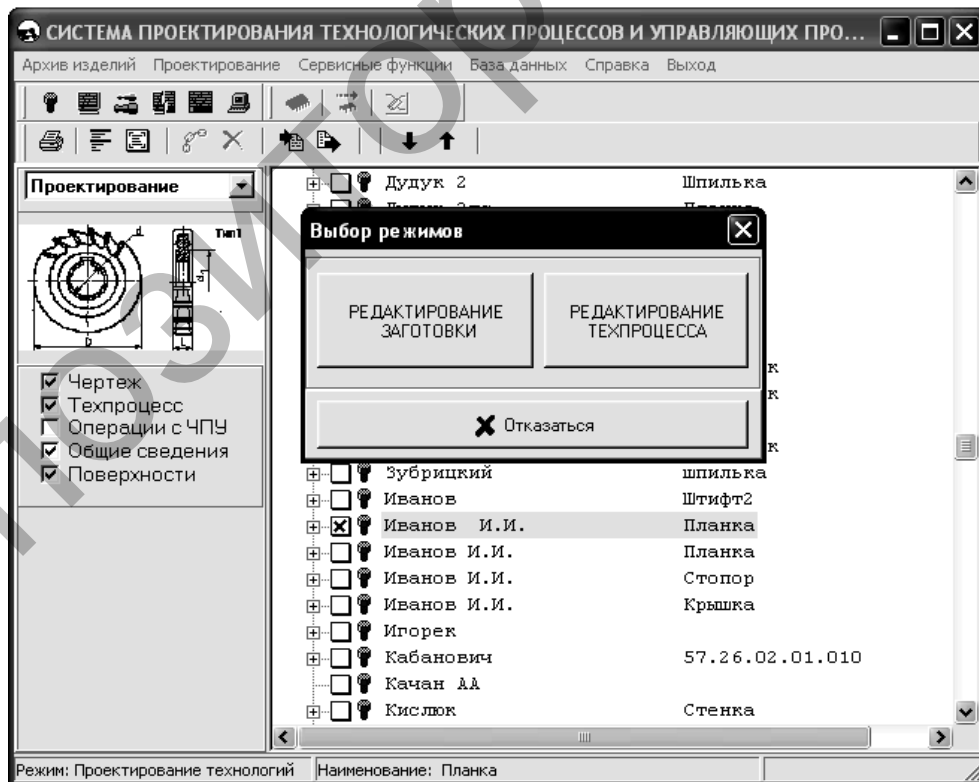 СИСТЕМА ПРОЕКТИРОВАНИЯ ТЕХНОЛОГИЧЕСКИХ ПРОЦЕССОВ И УПРАВЛЯЮЩИХ ПРО...
Архив изделий Проектирование Сервисные функции База данных Справка Выход
Проектирование
Тип1
d
d1
D
L
Чертеж
Техпроцесс
Операции с ЧПУ
Общие сведения
Поверхности
Дудук 2 Шпилька
Выбор режимов
РЕДАКТИРОВАНИЕ ЗАГОТОВКИ
РЕДАКТИРОВАНИЕ ТЕХПРОЦЕССА
Отказаться
к
к
к
Зубрицкий шпилька
Иванов Штифт2
Иванов И.И. Планка
Иванов И.И. Планка
Иванов И.И. Стопор
Иванов И.И. Крышка
Игорек
Кабанович 57.26.02.01.010
Качан АА
Кислюк Стенка
Режим: Проектирование технологий Наименование: Планка